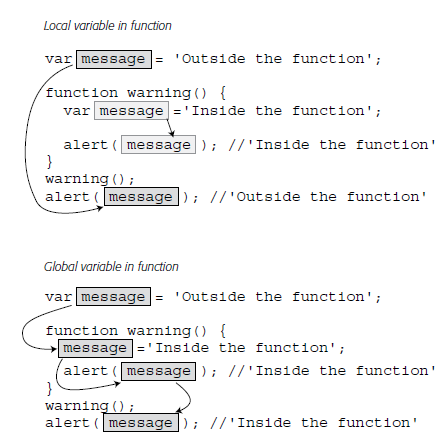 Local variable in function
var message = 'Outside the function';
function warning() {
var message ='Inside the function';
alert( message ); //'Inside the function'
}
warning();
alert( message ); //'Outside the function'
Global variable in function
var message = 'Outside the function';
function warning() {
message ='Inside the function';
alert( message ); //'Inside the function'
}
warning();
alert( message ); //'Inside the function'